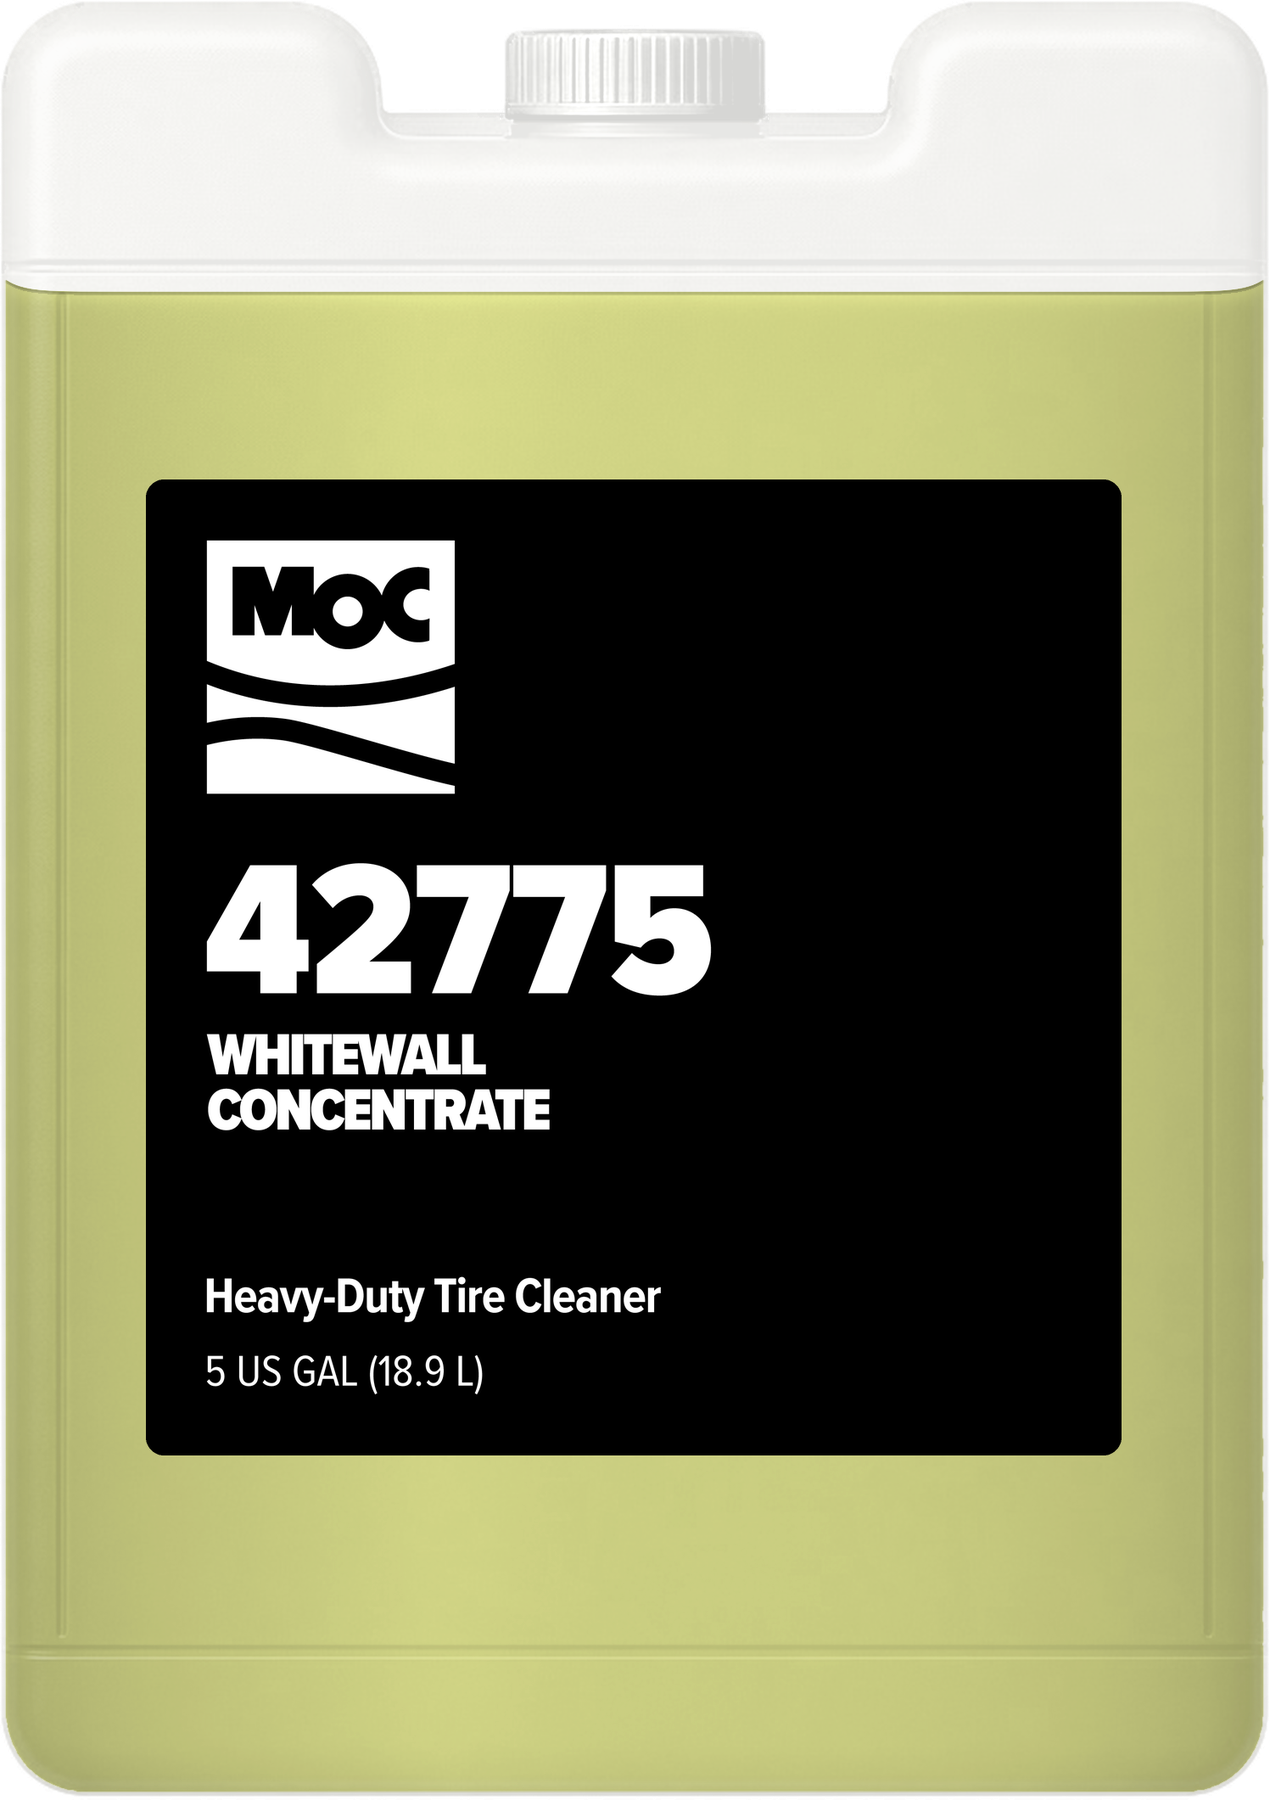 MOC
42775
WHITEWALL
CONCENTRATE
Heavy-Duty Tire Cleaner
5 US GAL (18.9 L)